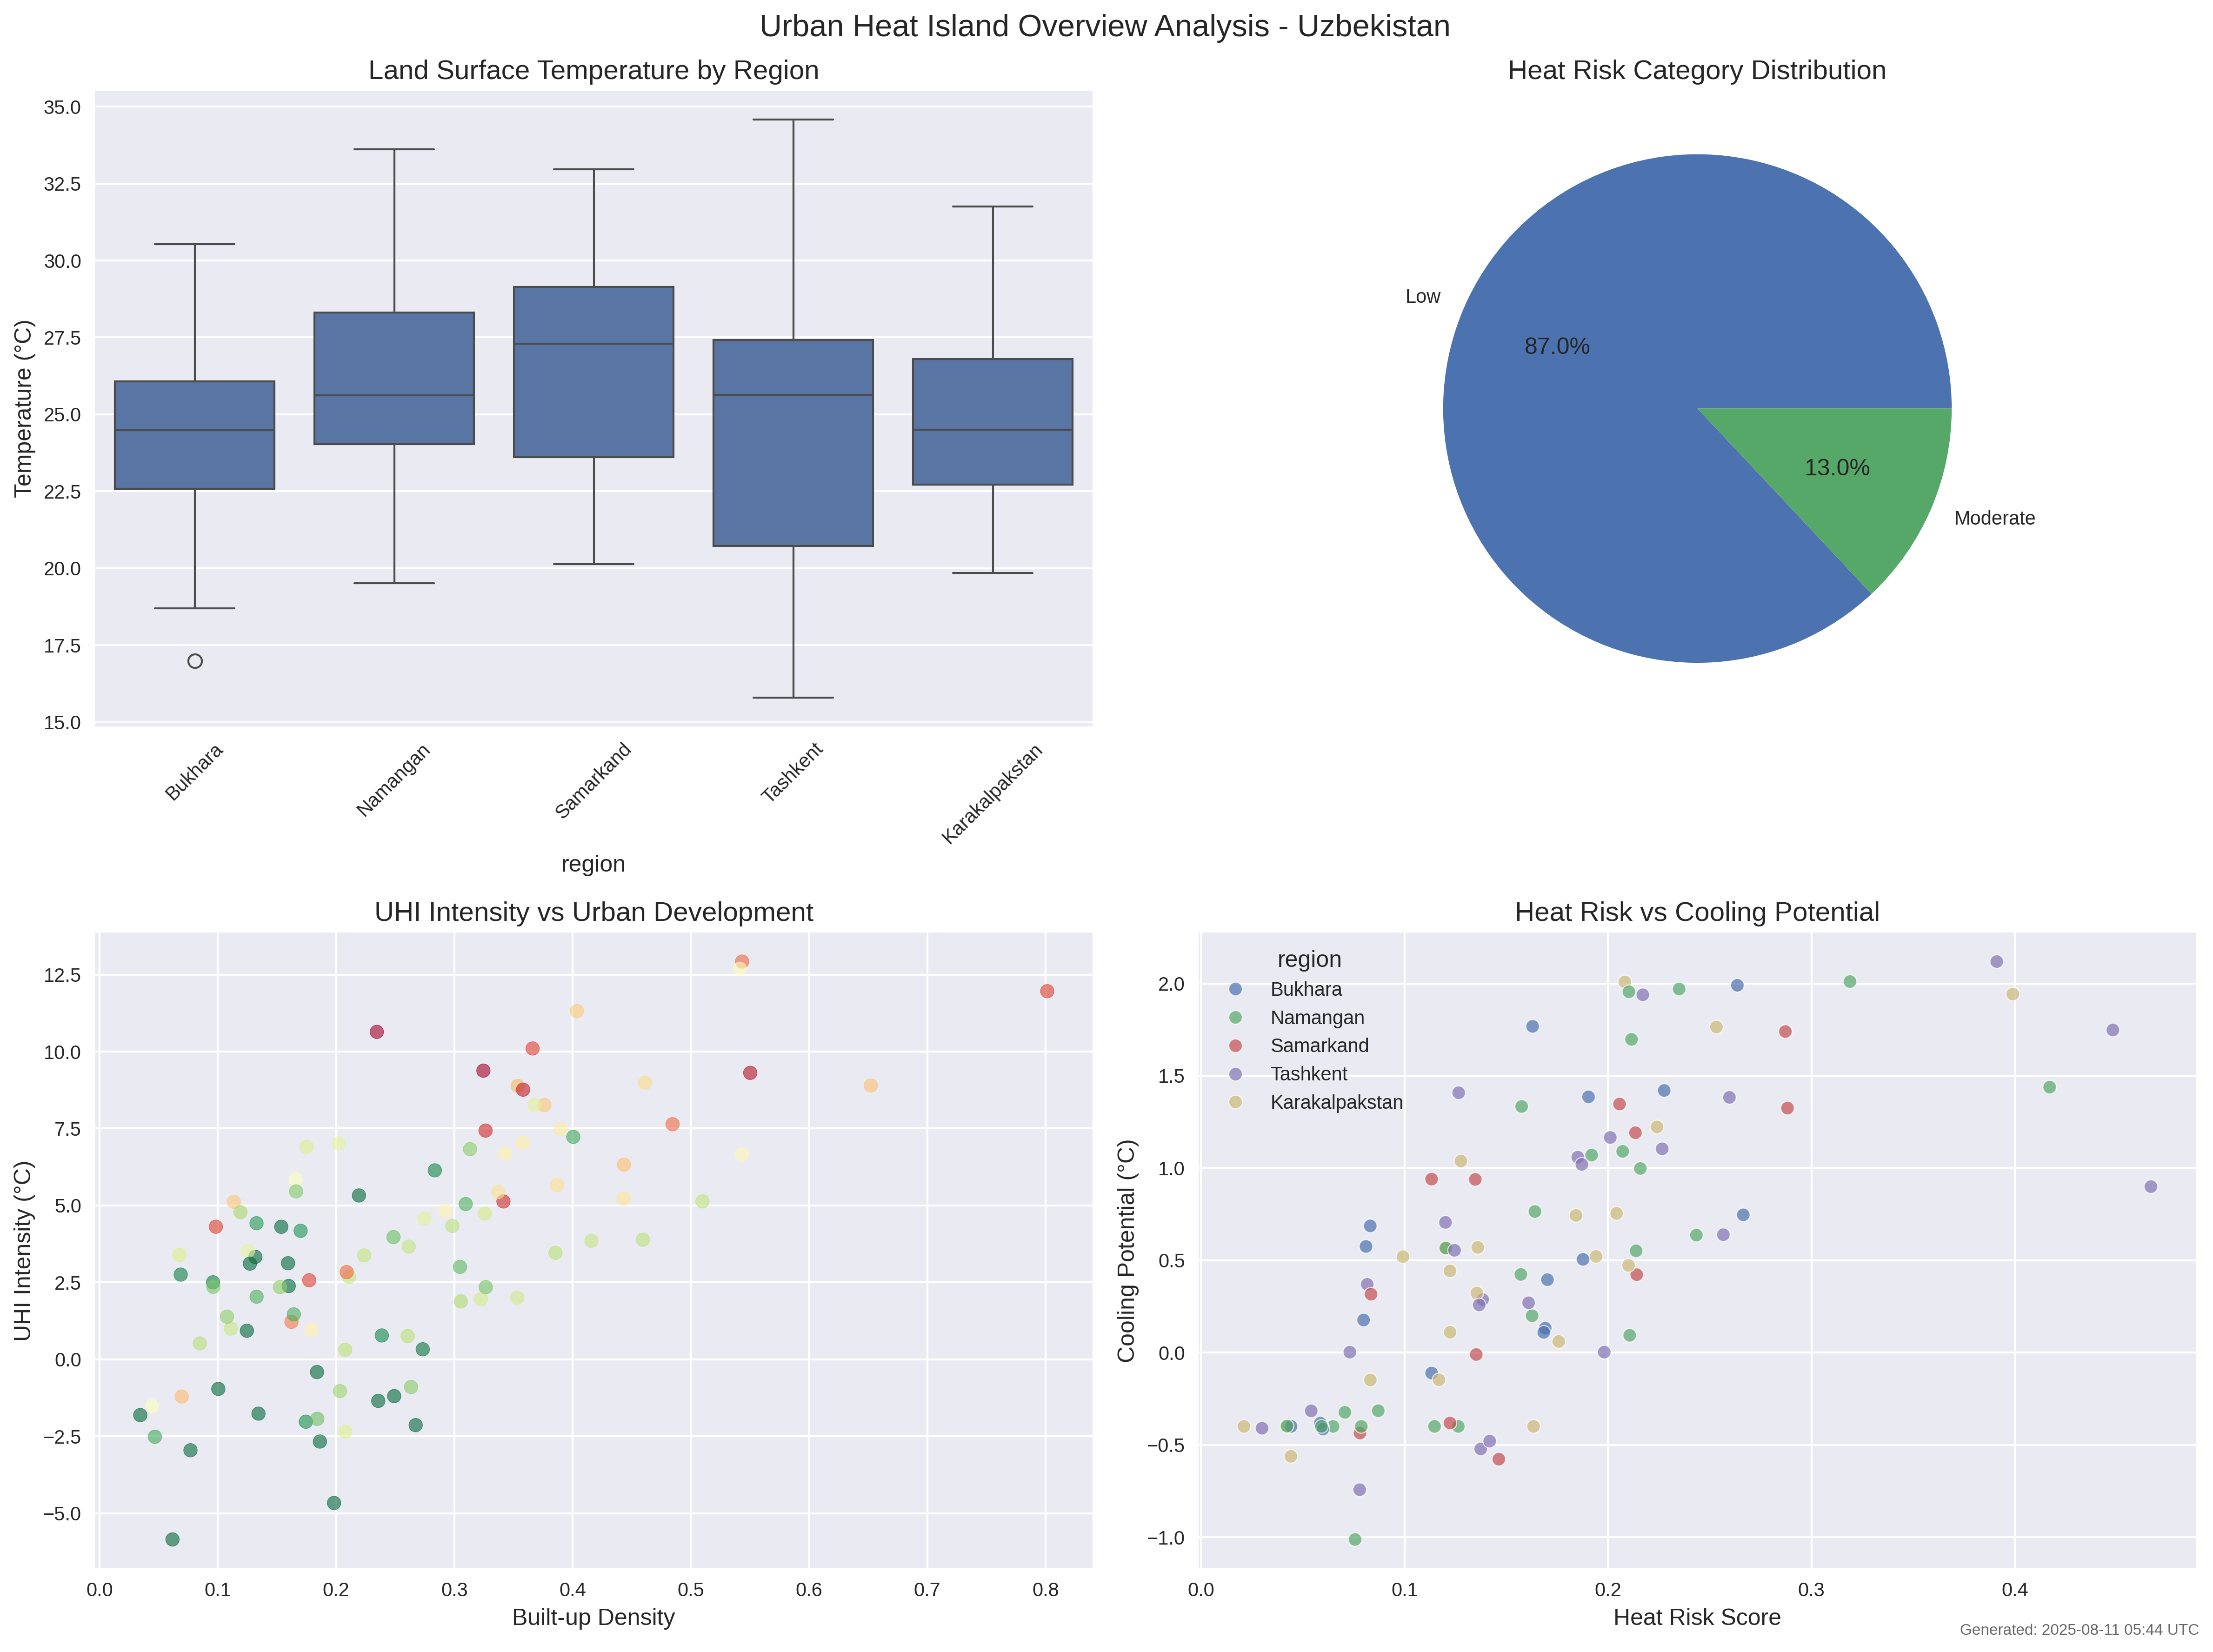 Urban Heat Island Overview Analysis - Uzbekistan
Land Surface Temperature by Region
Temperature (°C)
35.0
32.5
30.0
27.5
25.0
22.5
20.0
17.5
15.0
Bukhara
Namangan
Samarkand
Tashkent
Karakalpakstan
region
Heat Risk Category Distribution
Low
87.0%
13.0%
Moderate
UHI Intensity vs Urban Development
UHI Intensity (°C)
12.5
10.0
7.5
5.0
2.5
0.0
−2.5
−5.0
0.0
0.1
0.2
0.3
0.4
0.5
0.6
0.7
0.8
Built-up Density
Heat Risk vs Cooling Potential
region
Bukhara
Namangan
Samarkand
Tashkent
Karakalpakstan
Cooling Potential (°C)
2.0
1.5
1.0
0.5
0.0
−0.5
−1.0
0.0
0.1
0.2
0.3
0.4
Heat Risk Score
Generated: 2025-08-11 05:44 UTC